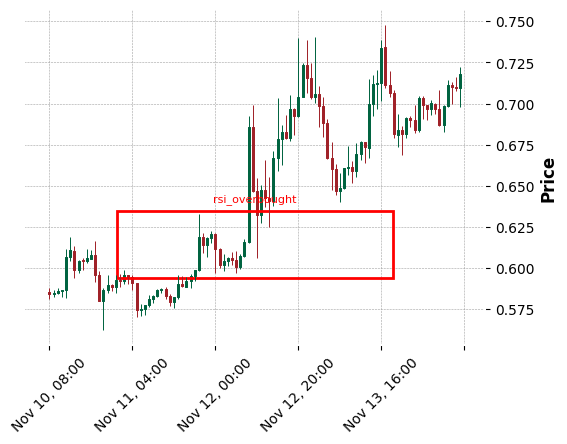 0.750
0.725
0.700
0.675
0.650
0.625
0.600
0.575
Price
rsi_overbought
Nov 10, 08:00
Nov 11, 04:00
Nov 12, 00:00
Nov 12, 20:00
Nov 13, 16:00